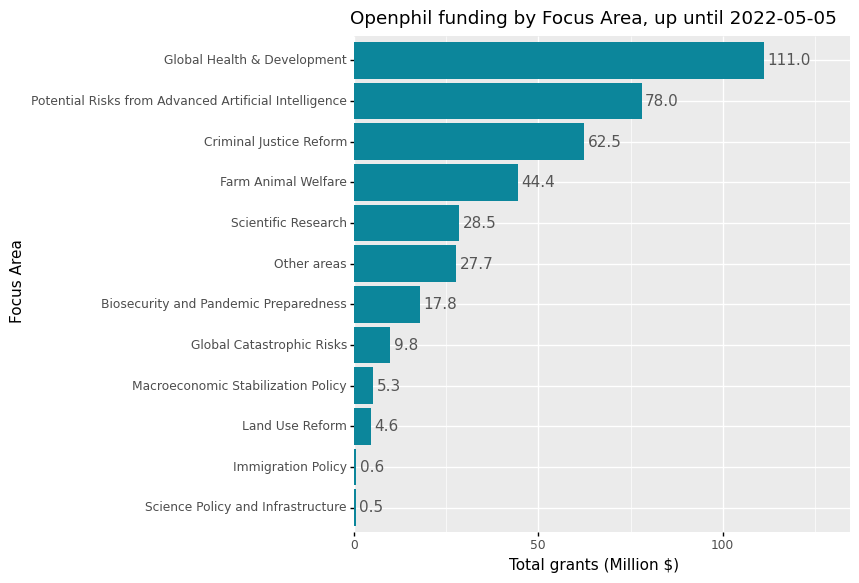 Openphil funding by Focus Area, up until 2022-05-05
Focus Area
Global Health & Development 111.0
Potential Risks from Advanced Artificial Intelligence 78.0
Criminal Justice Reform 62.5
Farm Animal Welfare 44.4
Scientific Research 28.5
Other areas 27.7
Biosecurity and Pandemic Preparedness 17.8
Global Catastrophic Risks 9.8
Macroeconomic Stabilization Policy 5.3
Land Use Reform 4.6
Immigration Policy 0.6
Science Policy and Infrastructure 0.5
0 50 100
Total grants (Million $)